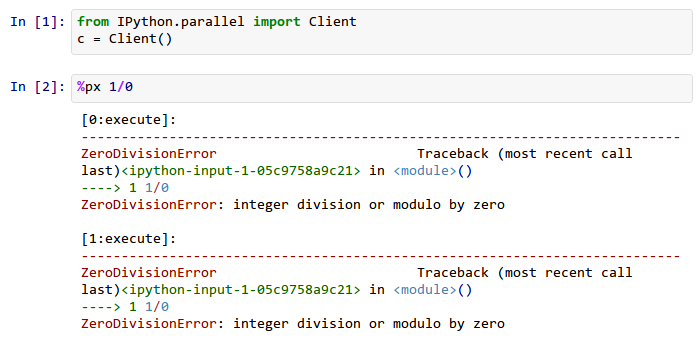 In [1]: from IPython.parallel import Client
c = Client()
In [2]: %px 1/0
[0:execute]:
---------------------------------------------------------------------------
ZeroDivisionError                         Traceback (most recent call
last)<ipython-input-1-05c9758a9c21> in <module>()
----> 1 1/0
ZeroDivisionError: integer division or modulo by zero
[1:execute]:
---------------------------------------------------------------------------
ZeroDivisionError                         Traceback (most recent call
last)<ipython-input-1-05c9758a9c21> in <module>()
----> 1 1/0
ZeroDivisionError: integer division or modulo by zero